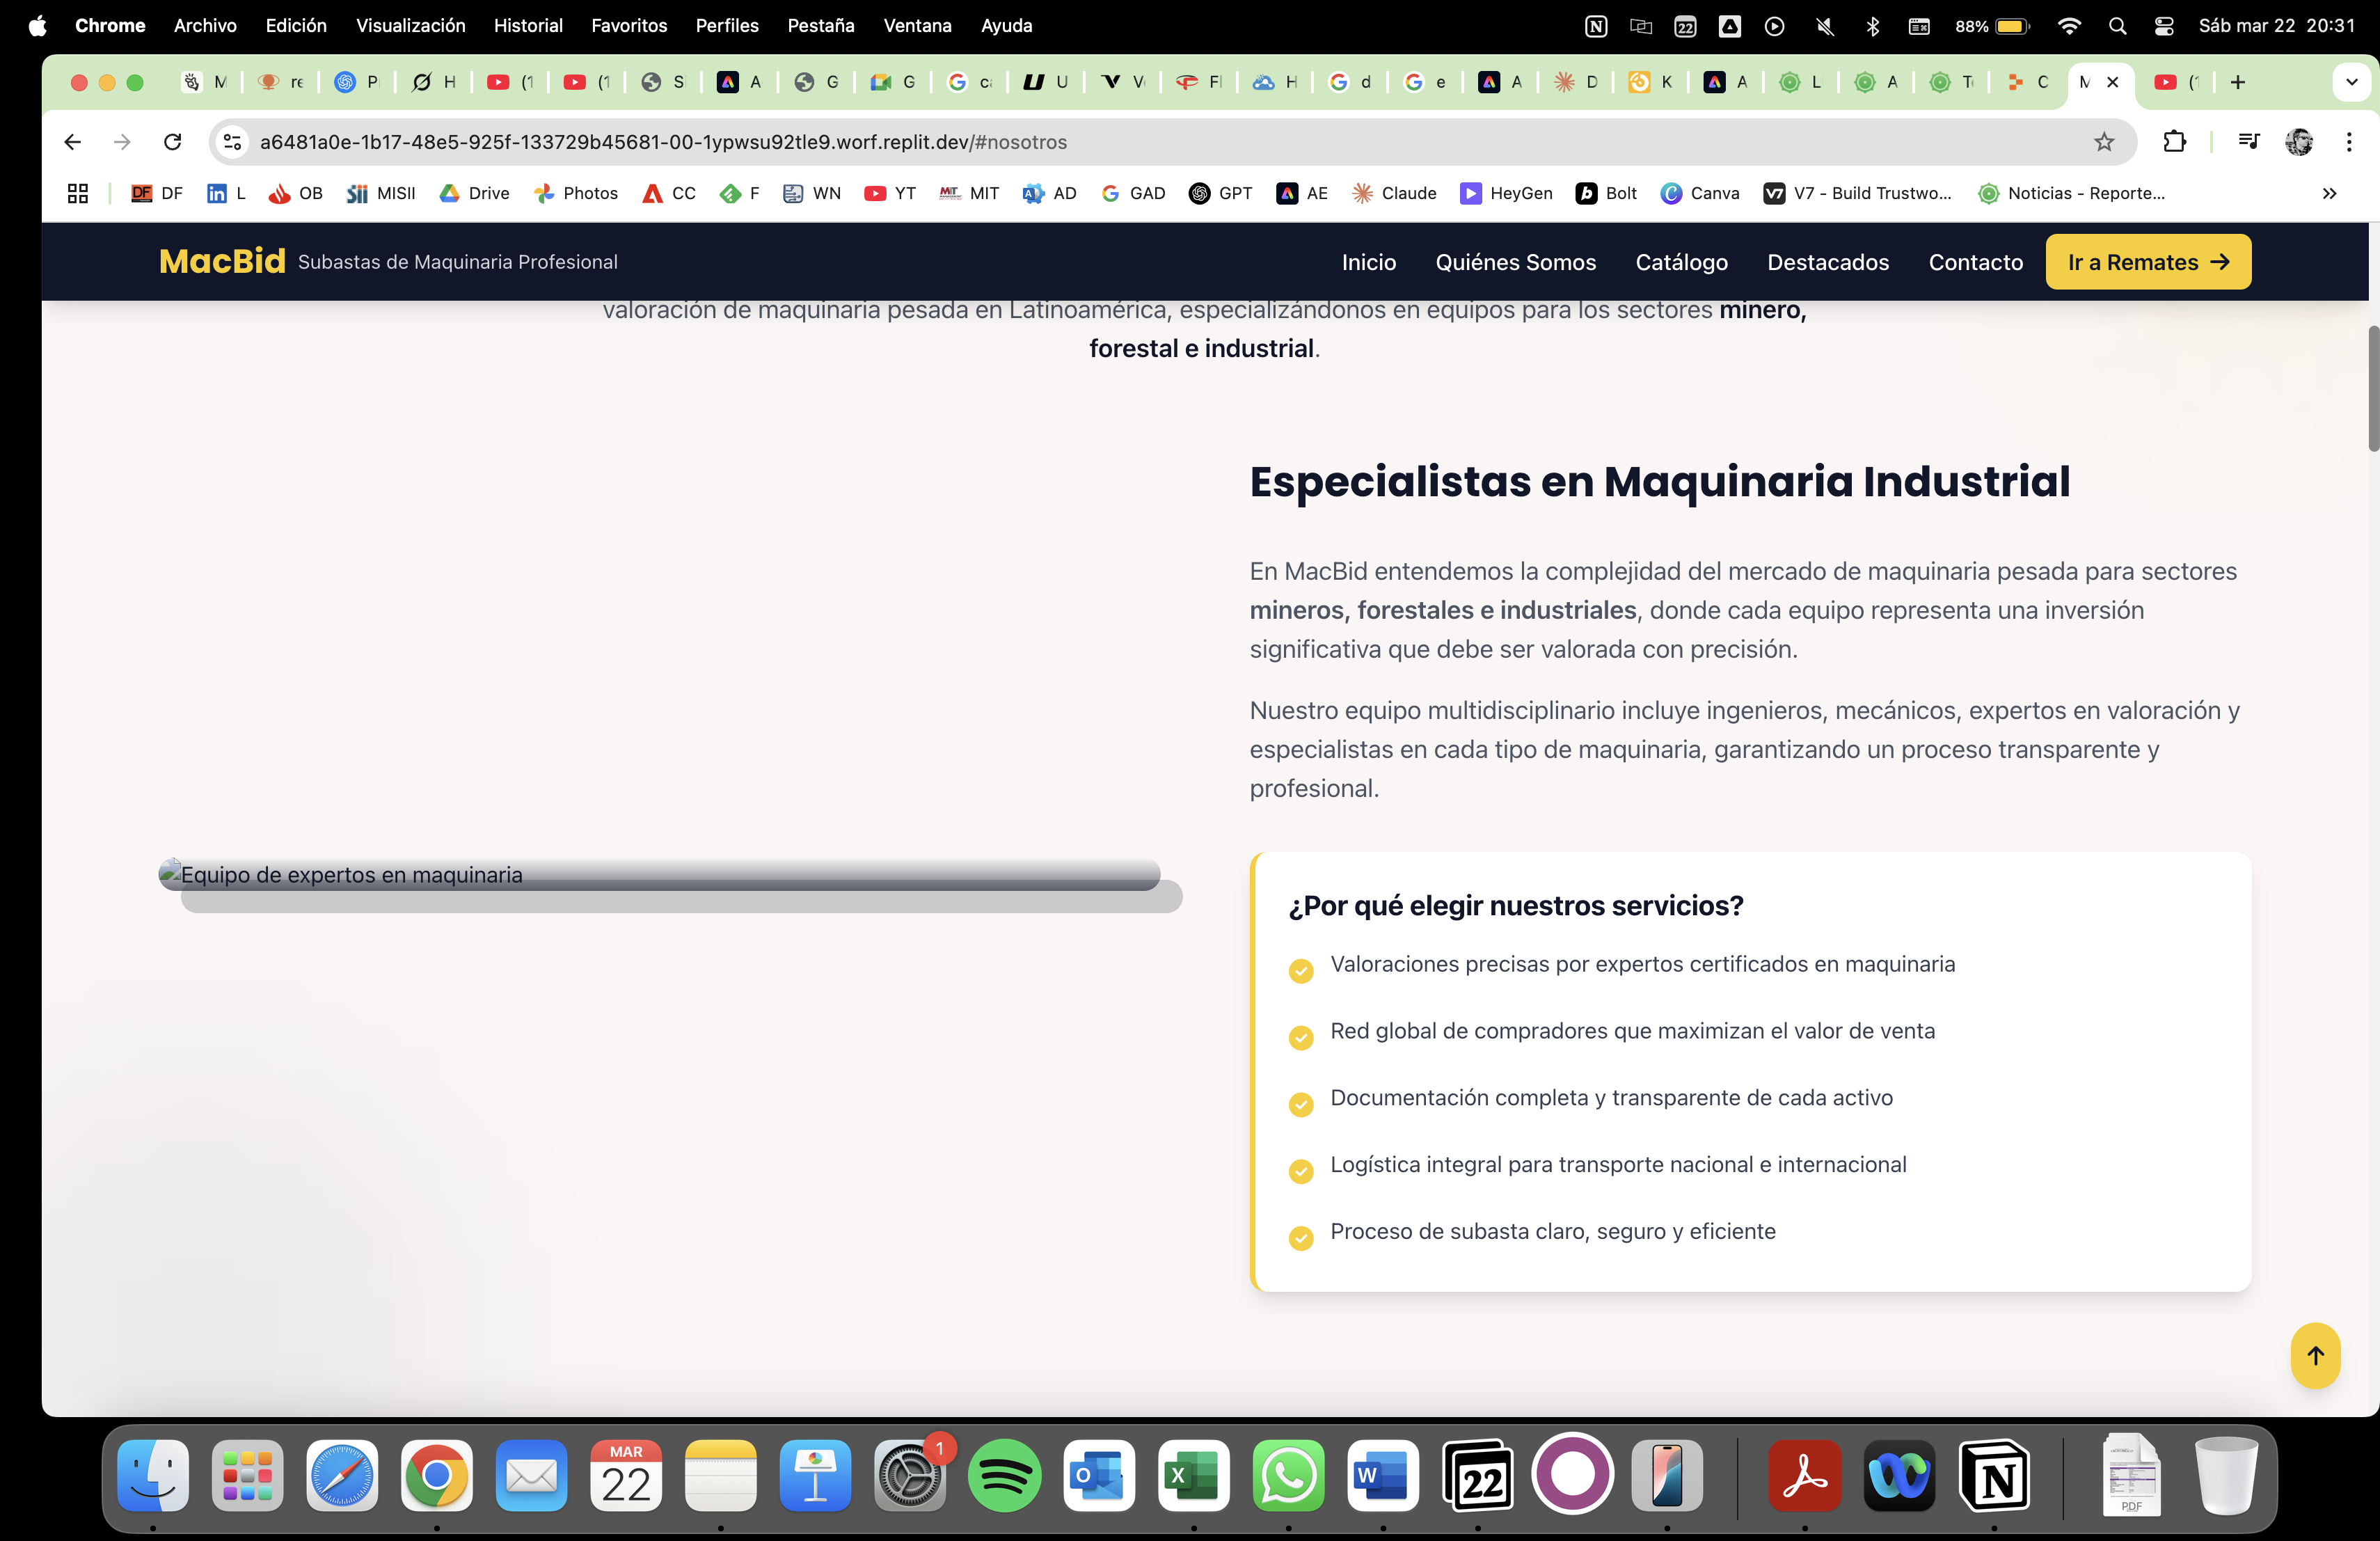 Chrome Archivo Edición Visualización Historial Favoritos Perfiles Pestaña Ventana Ayuda
22 88% Sáb mar 22 20:31
M re P H (1 (1 S A G G c U V Fl H d e A D K A L A T C M (1
a6481a0e-1b17-48e5-925f-133729b45681-00-1ypwsu92tle9.worf.replit.dev/#nosotros
DF DF in L OB sii MISII Drive Photos CC F WN YT MIT MIT AD GAD GPT AE Claude HeyGen b Bolt Canva V7 V7 - Build Trustwo... Noticias - Reporte...
MacBid Subastas de Maquinaria Profesional Inicio Quiénes Somos Catálogo Destacados Contacto Ir a Remates →
valoración de maquinaria pesada en Latinoamérica, especializándonos en equipos para los sectores minero,
forestal e industrial.
Especialistas en Maquinaria Industrial
En MacBid entendemos la complejidad del mercado de maquinaria pesada para sectores
mineros, forestales e industriales, donde cada equipo representa una inversión
significativa que debe ser valorada con precisión.
Nuestro equipo multidisciplinario incluye ingenieros, mecánicos, expertos en valoración y
especialistas en cada tipo de maquinaria, garantizando un proceso transparente y
profesional.
Equipo de expertos en maquinaria
¿Por qué elegir nuestros servicios?
Valoraciones precisas por expertos certificados en maquinaria
Red global de compradores que maximizan el valor de venta
Documentación completa y transparente de cada activo
Logística integral para transporte nacional e internacional
Proceso de subasta claro, seguro y eficiente
MAR
22
1
O X W 22 N
PDF